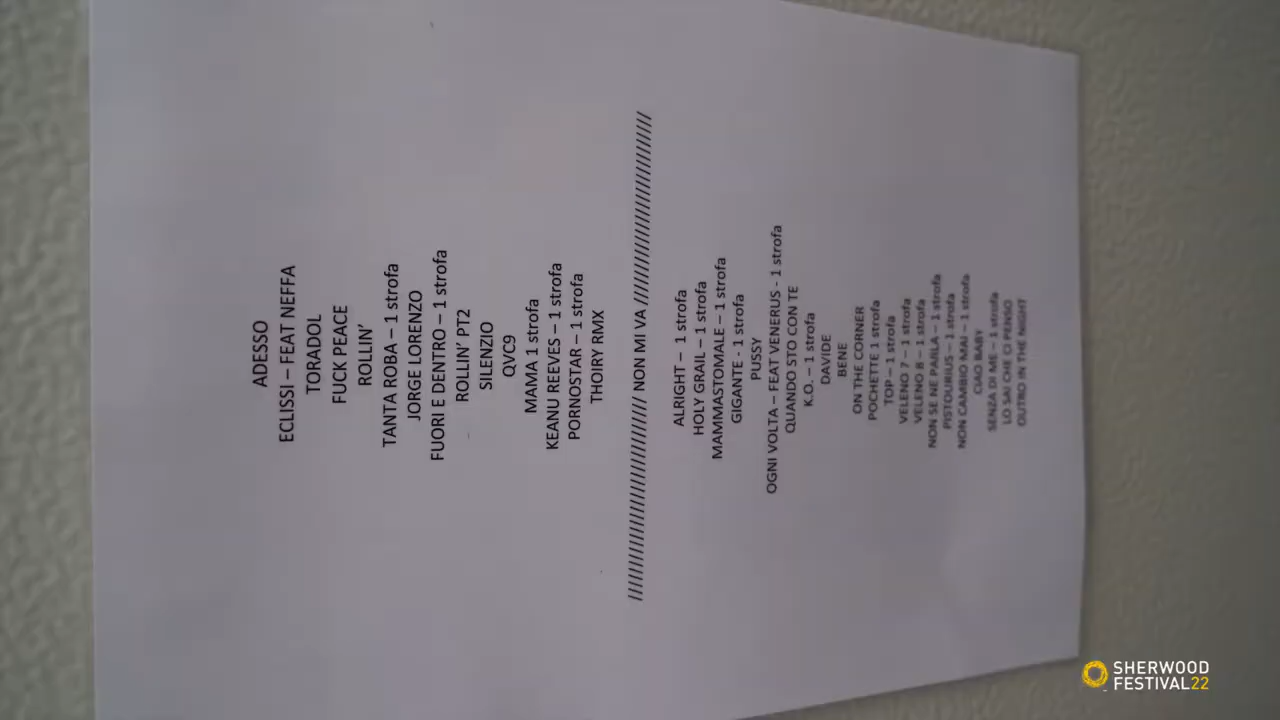 ADESSO
ECLISSI – FEAT NEFFA
TORADOL
FUCK PEACE
ROLLIN'
TANTA ROBA – 1 strofa
JORGE LORENZO
FUORI E DENTRO – 1 strofa
ROLLIN' PT2
SILENZIO
QVC9
MAMA 1 strofa
KEANU REEVES – 1 strofa
PORNOSTAR – 1 strofa
THOIRY RMX
///////////////////////////////// NON MI VA /////////////////////////////////
ALRIGHT – 1 strofa
HOLY GRAIL – 1 strofa
MAMMASTOMALE – 1 strofa
GIGANTE - 1 strofa
PUSSY
OGNI VOLTA – FEAT VENERUS - 1 strofa
QUANDO STO CON TE
K.O. – 1 strofa
DAVIDE
BENE
ON THE CORNER
POCHETTE 1 strofa
TOP – 1 strofa
VELENO 7 – 1 strofa
VELENO 8 – 1 strofa
NON SE NE PARLA – 1 strofa
PISTOURIUS – 1 strofa
NON CAMBIO MAI – 1 strofa
CIAO BABY
SENZA DI ME – 1 strofa
LO SAI CHE CI PENSO
OUTRO IN THE NIGHT
SHERWOOD
FESTIVAL22